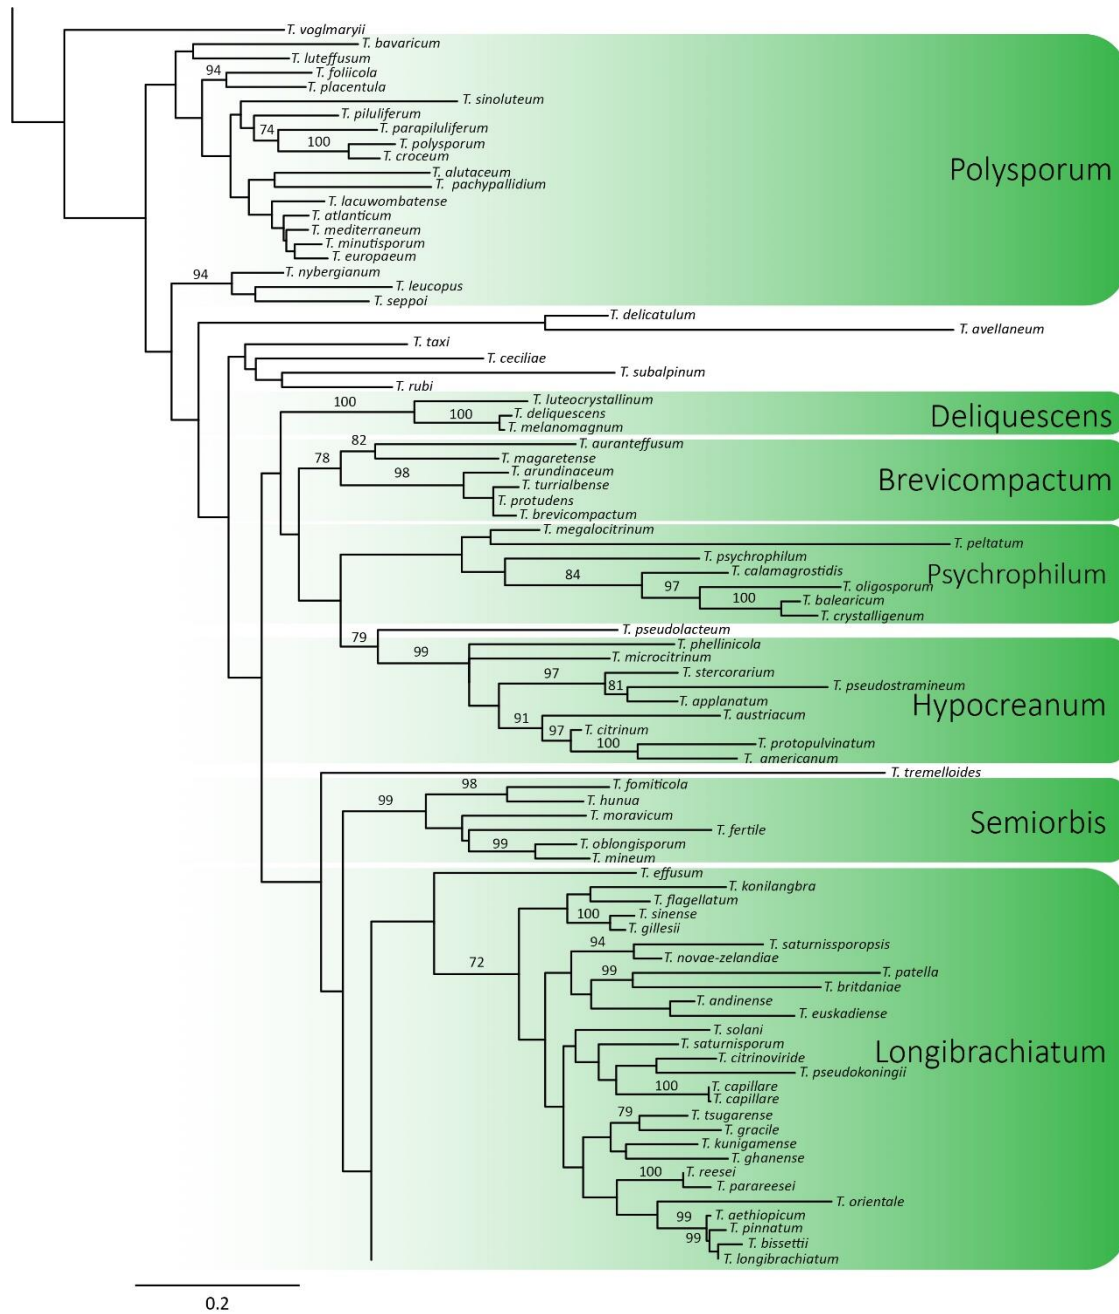 T. voglmaryii
T. bavaricum
T. luteffusum
94
T. foliicola
T. placentula
T. sinoluteum
T. piluliferum
74
T. parapiluliferum
100
T. polysporum
T. croceum
Polysporum
T. alutaceum
T. pachypallidium
T. lacuwombatense
T. atlanticum
T. mediterraneum
T. minutisporum
T. europaeum
94
T. nybergianum
T. leucopus
T. seppoi
T. delicatulum
T. avellaneum
T. taxi
T. ceciliae
T. subalpinum
T. rubi
100
T. luteocrystallinum
100
T. deliquescens
Deliquescens
T. melanomagnum
82
T. auranteffusum
78
T. magaretense
98
T. arundinaceum
Brevicompactum
T. turrialbense
T. protudens
T. brevicompactum
T. megalocitrinum
T. peltatum
T. psychrophilum
84
T. calamagrostidis
Psychrophilum
97
T. oligosporum
100
T. balearicum
T. crystalligenum
79
T. pseudolacteum
99
T. phellinicola
T. microcitrinum
97
T. stercorarium
81
T. pseudostramineum
T. applanatum
Hypocreanum
91
T. austriacum
97
T. citrinum
100
T. protopulvinatum
T. americanum
T. tremelloides
98
T. fomiticola
99
T. hunua
T. moravicum
Semiorbis
T. fertile
99
T. oblongisporum
T. mineum
T. effusum
T. konilangbra
T. flagellatum
100
T. sinense
T. gillesii
94
T. saturnissporopsis
72
T. novae-zelandiae
99
T. patella
T. britdaniae
T. andinense
T. euskadiense
T. solani
T. saturnisporum
Longibrachiatum
T. citrinoviride
T. pseudokoningii
100
T. capillare
T. capillare
79
T. tsugarense
T. gracile
T. kunigamense
T. ghanense
100
T. reesei
T. parareesei
T. orientale
99
T. aethiopicum
T. pinnatum
99
T. bissettii
T. longibrachiatum
0.2